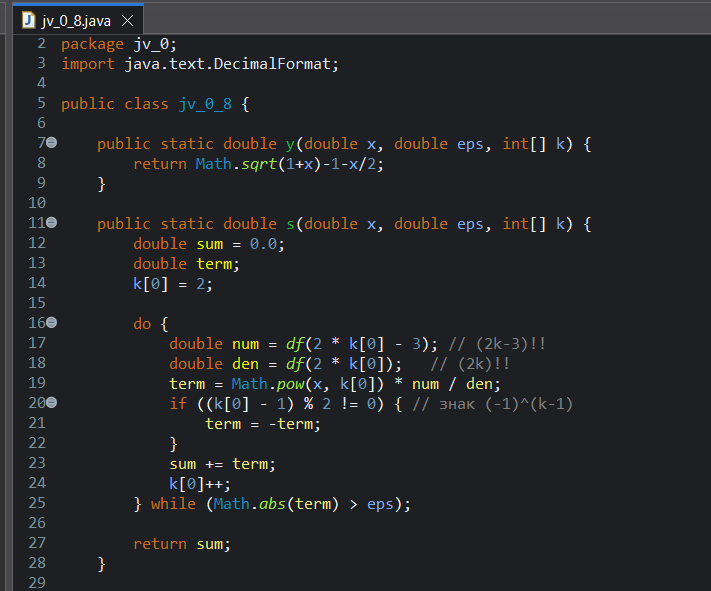 jv_0_8.java
2 package jv_0;
3 import java.text.DecimalFormat;
4
5 public class jv_0_8 {
6
7 public static double y(double x, double eps, int[] k) {
8 return Math.sqrt(1+x)-1-x/2;
9 }
10
11 public static double s(double x, double eps, int[] k) {
12 double sum = 0.0;
13 double term;
14 k[0] = 2;
15
16 do {
17 double num = df(2 * k[0] - 3); // (2k-3)!!
18 double den = df(2 * k[0]); // (2k)!!
19 term = Math.pow(x, k[0]) * num / den;
20 if ((k[0] - 1) % 2 != 0) { // знак (-1)^(k-1)
21 term = -term;
22 }
23 sum += term;
24 k[0]++;
25 } while (Math.abs(term) > eps);
26
27 return sum;
28 }
29